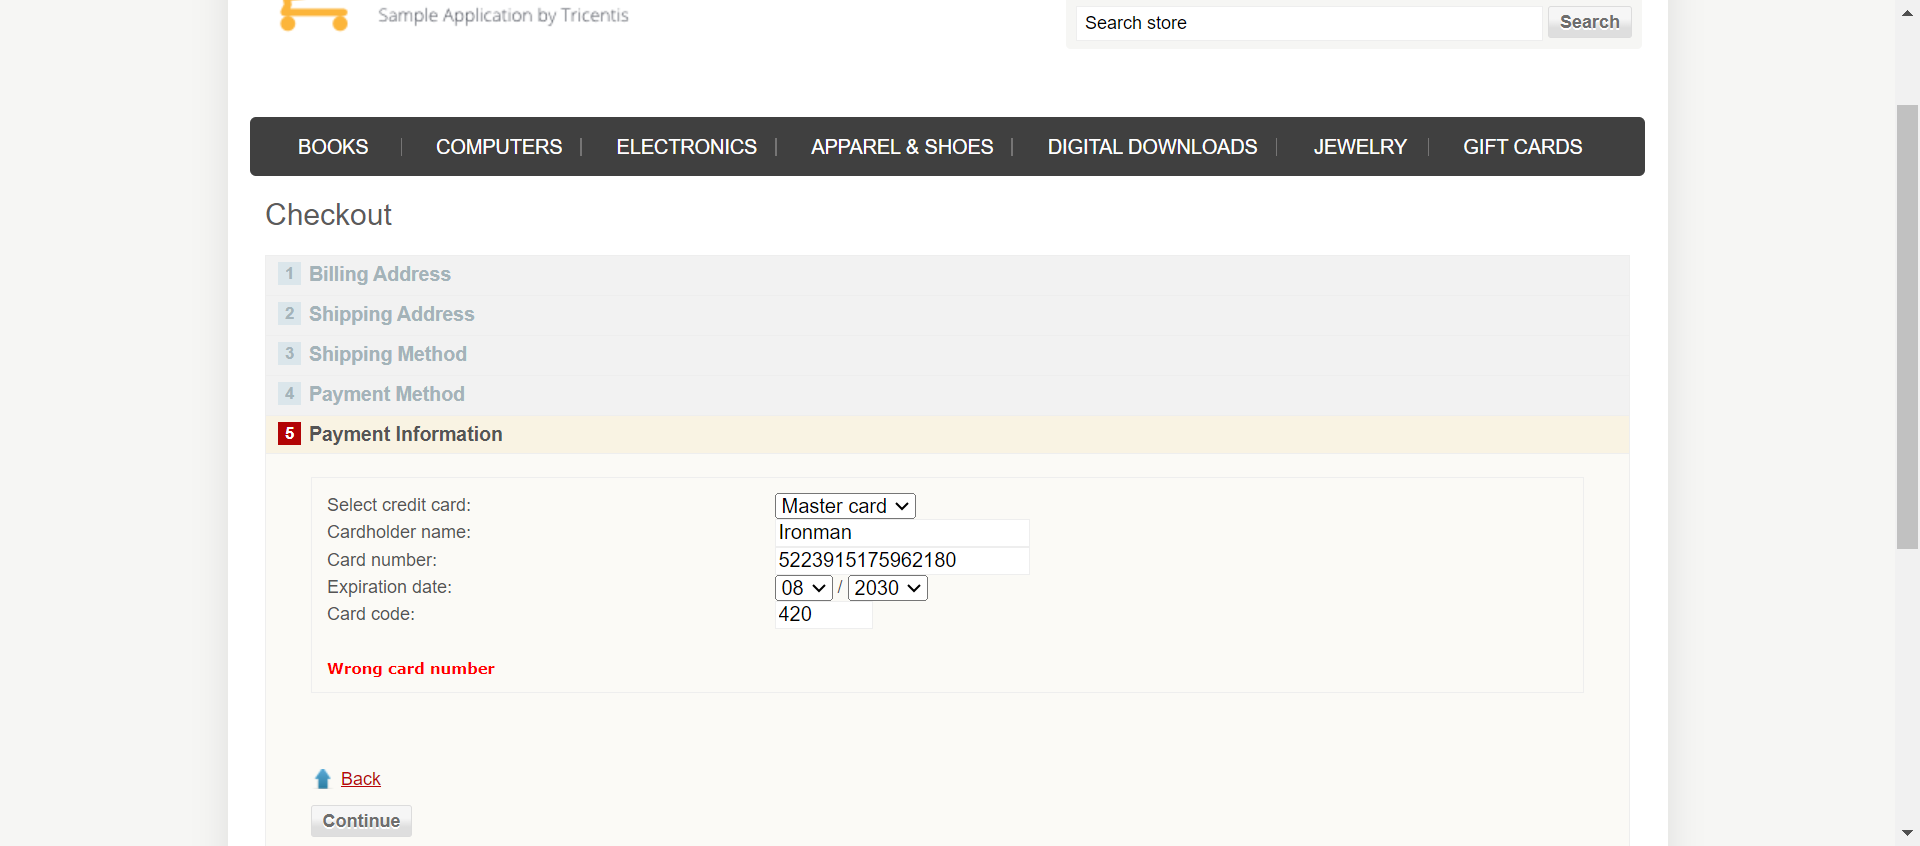 Sample Application by Tricentis
Search store
Search
BOOKS
COMPUTERS
ELECTRONICS
APPAREL & SHOES
DIGITAL DOWNLOADS
JEWELRY
GIFT CARDS
Checkout
1 Billing Address
2 Shipping Address
3 Shipping Method
4 Payment Method
5 Payment Information
Select credit card: Master card
Cardholder name: Ironman
Card number: 5223915175962180
Expiration date: 08 / 2030
Card code: 420
Wrong card number
Back
Continue